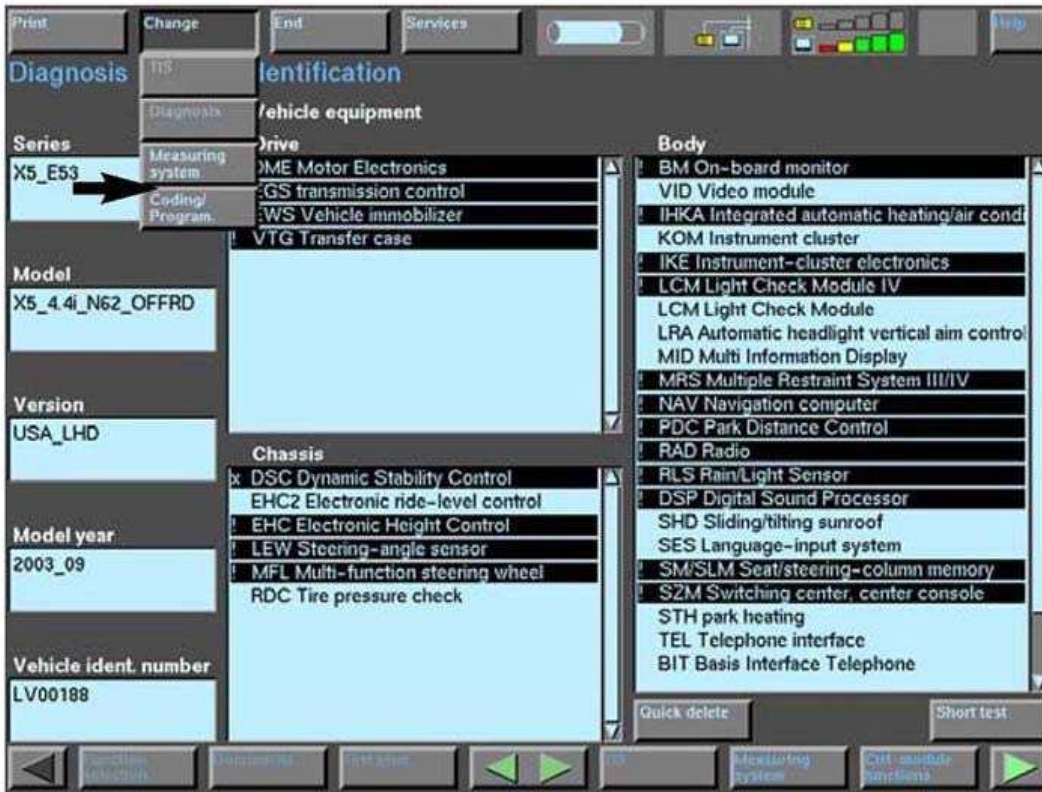 Print
Change
End
Services
Help
TIS
Diagnosis
Measuring
system
Coding/
Program.
Diagnosis
dentification
Vehicle equipment
Series
X5_E53
Model
X5_4.4i_N62_OFFRD
Version
USA_LHD
Model year
2003_09
Vehicle ident. number
LV00188
Drive
DME Motor Electronics
EGS transmission control
EWS Vehicle immobilizer
! VTG Transfer case
Chassis
x DSC Dynamic Stability Control
EHC2 Electronic ride-level control
! EHC Electronic Height Control
! LEW Steering-angle sensor
! MFL Multi-function steering wheel
RDC Tire pressure check
Body
! BM On-board monitor
VID Video module
! IHKA Integrated automatic heating/air condi
KOM Instrument cluster
! IKE Instrument-cluster electronics
! LCM Light Check Module IV
LCM Light Check Module
LRA Automatic headlight vertical aim control
MID Multi Information Display
! MRS Multiple Restraint System III/IV
! NAV Navigation computer
! PDC Park Distance Control
! RAD Radio
! RLS Rain/Light Sensor
! DSP Digital Sound Processor
SHD Sliding/tilting sunroof
SES Language-input system
! SM/SLM Seat/steering-column memory
! SZM Switching center, center console
STH park heating
TEL Telephone interface
BIT Basis Interface Telephone
Quick delete
Short test
Function
selection
Documents
Test plan
TIS
Measuring
system
Ctrl-module
functions